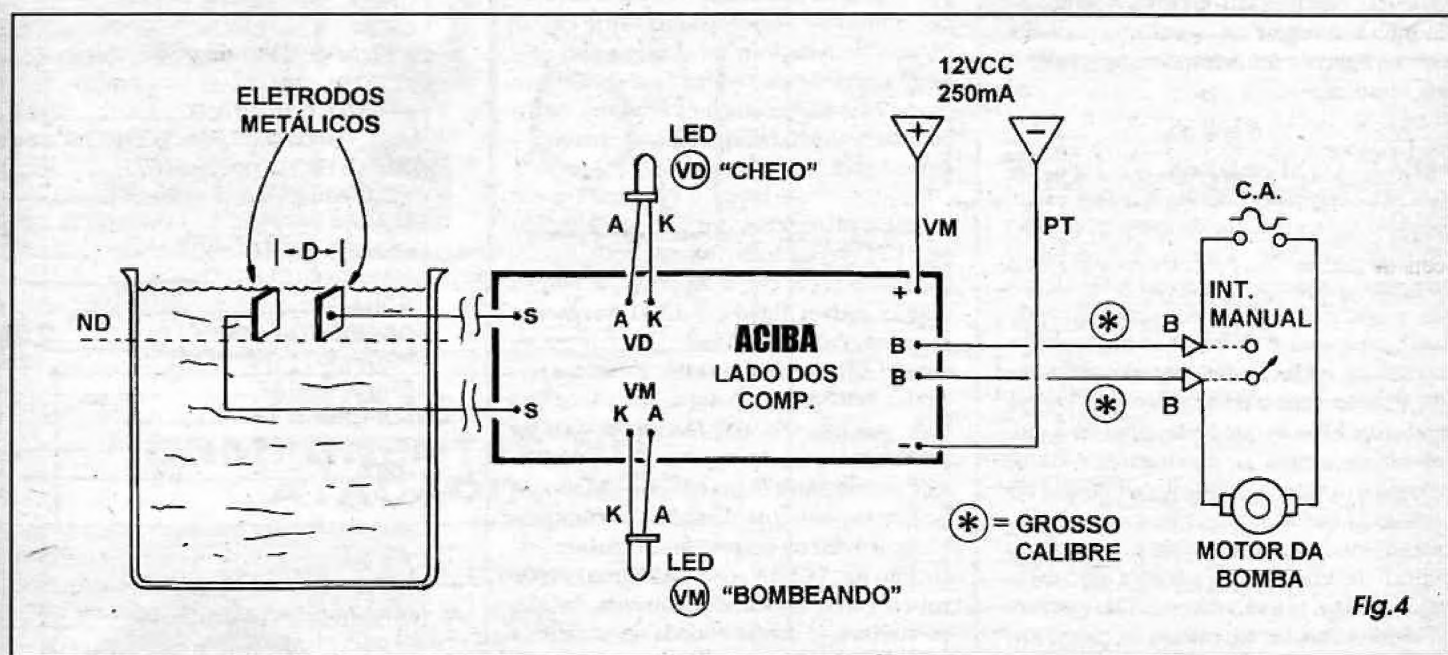 ELETRODOS
METÁLICOS
D
ND
LED
VD "CHEIO"
A K
S
A K
VD
VM
K A
S
K A
LED
VM "BOMBEANDO"
ACIBA
LADO DOS
COMP.
12VCC
250mA
+
−
VM
PT
+
B
B
−
* B
* B
C.A.
INT.
MANUAL
* = GROSSO
CALIBRE
MOTOR DA
BOMBA
Fig.4